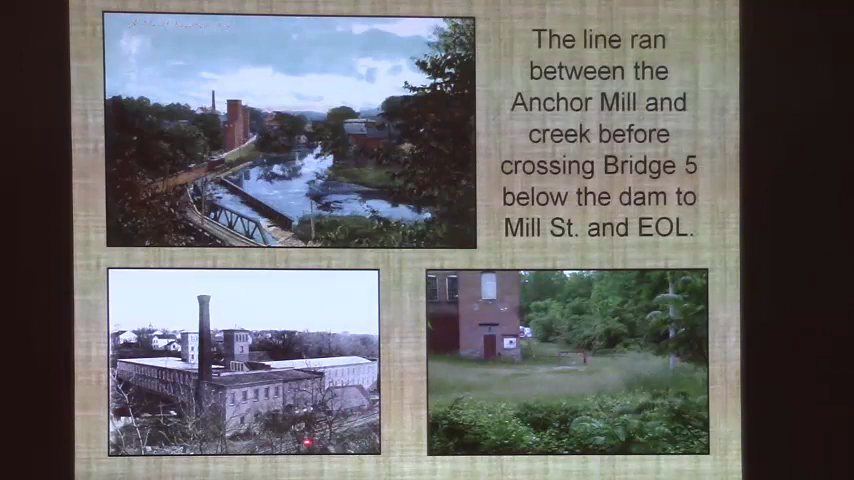 The line ran
between the
Anchor Mill and
creek before
crossing Bridge 5
below the dam to
Mill St. and EOL.